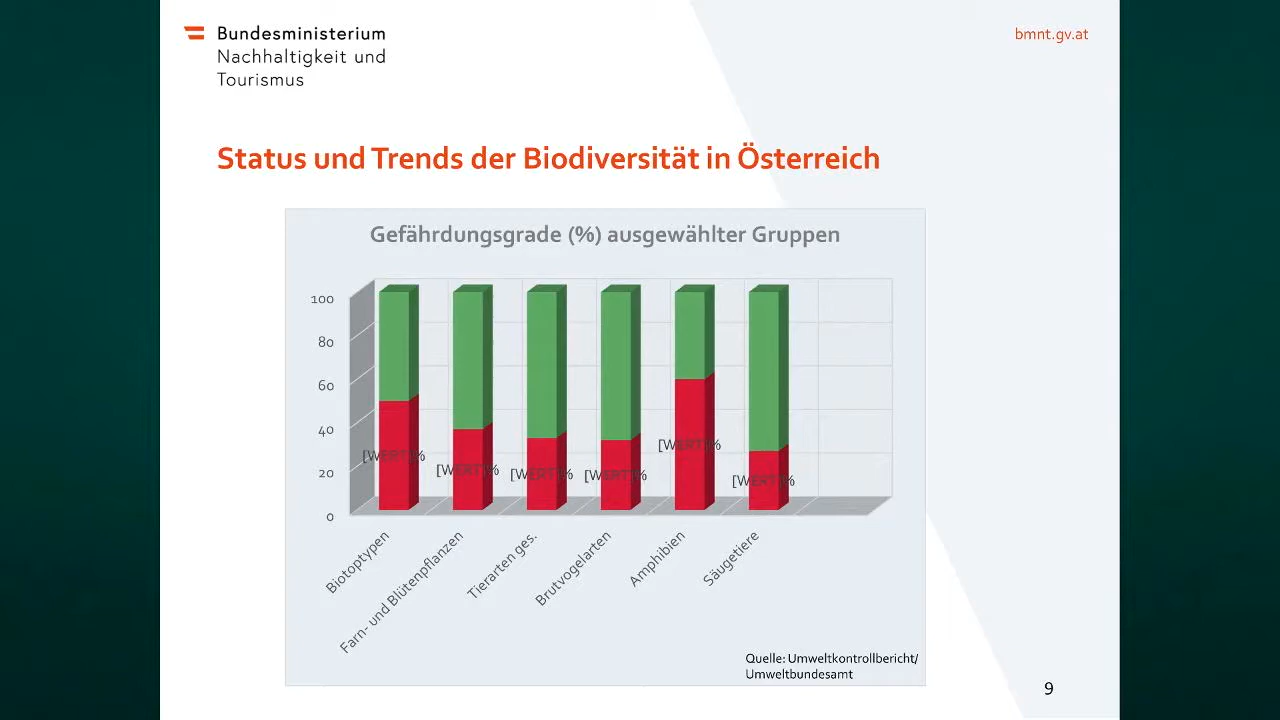 Bundesministerium
Nachhaltigkeit und
Tourismus
bmnt.gv.at
Status und Trends der Biodiversität in Österreich
Gefährdungsgrade (%) ausgewählter Gruppen
100
80
60
40
20
0
[WERT]%
[WERT]%
[WERT]%
[WERT]%
[WERT]%
[WERT]%
Biotoptypen
Farn- und Blütenpflanzen
Tierarten ges.
Brutvogelarten
Amphibien
Säugetiere
Quelle: Umweltkontrollbericht/
Umweltbundesamt
9